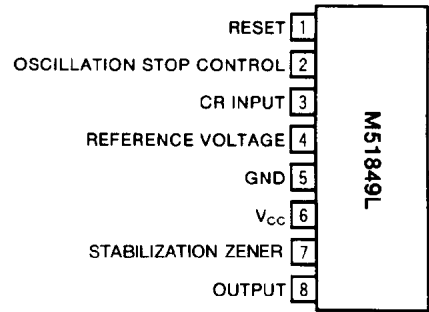 RESET 1
OSCILLATION STOP CONTROL 2
CR INPUT 3
REFERENCE VOLTAGE 4
GND 5
Vcc 6
STABILIZATION ZENER 7
OUTPUT 8
M51849L